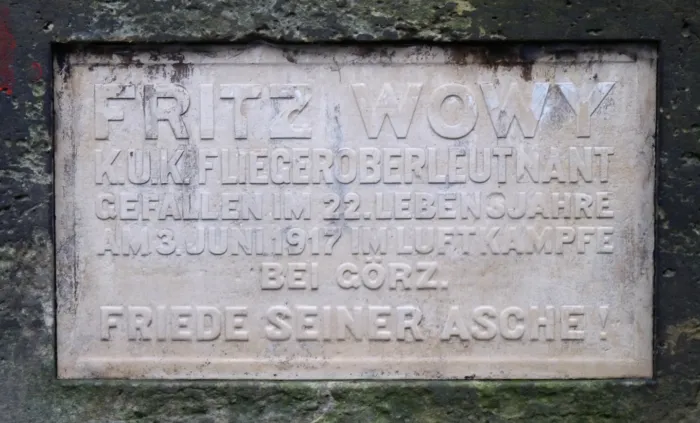 FRITZ WOWY
K.U.K. FLIEGEROBERLEUTNANT
GEFALLEN IM 22. LEBENSJAHRE
AM 3. JUNI 1917 IM LUFTKAMPFE
BEI GÖRZ.
FRIEDE SEINER ASCHE!